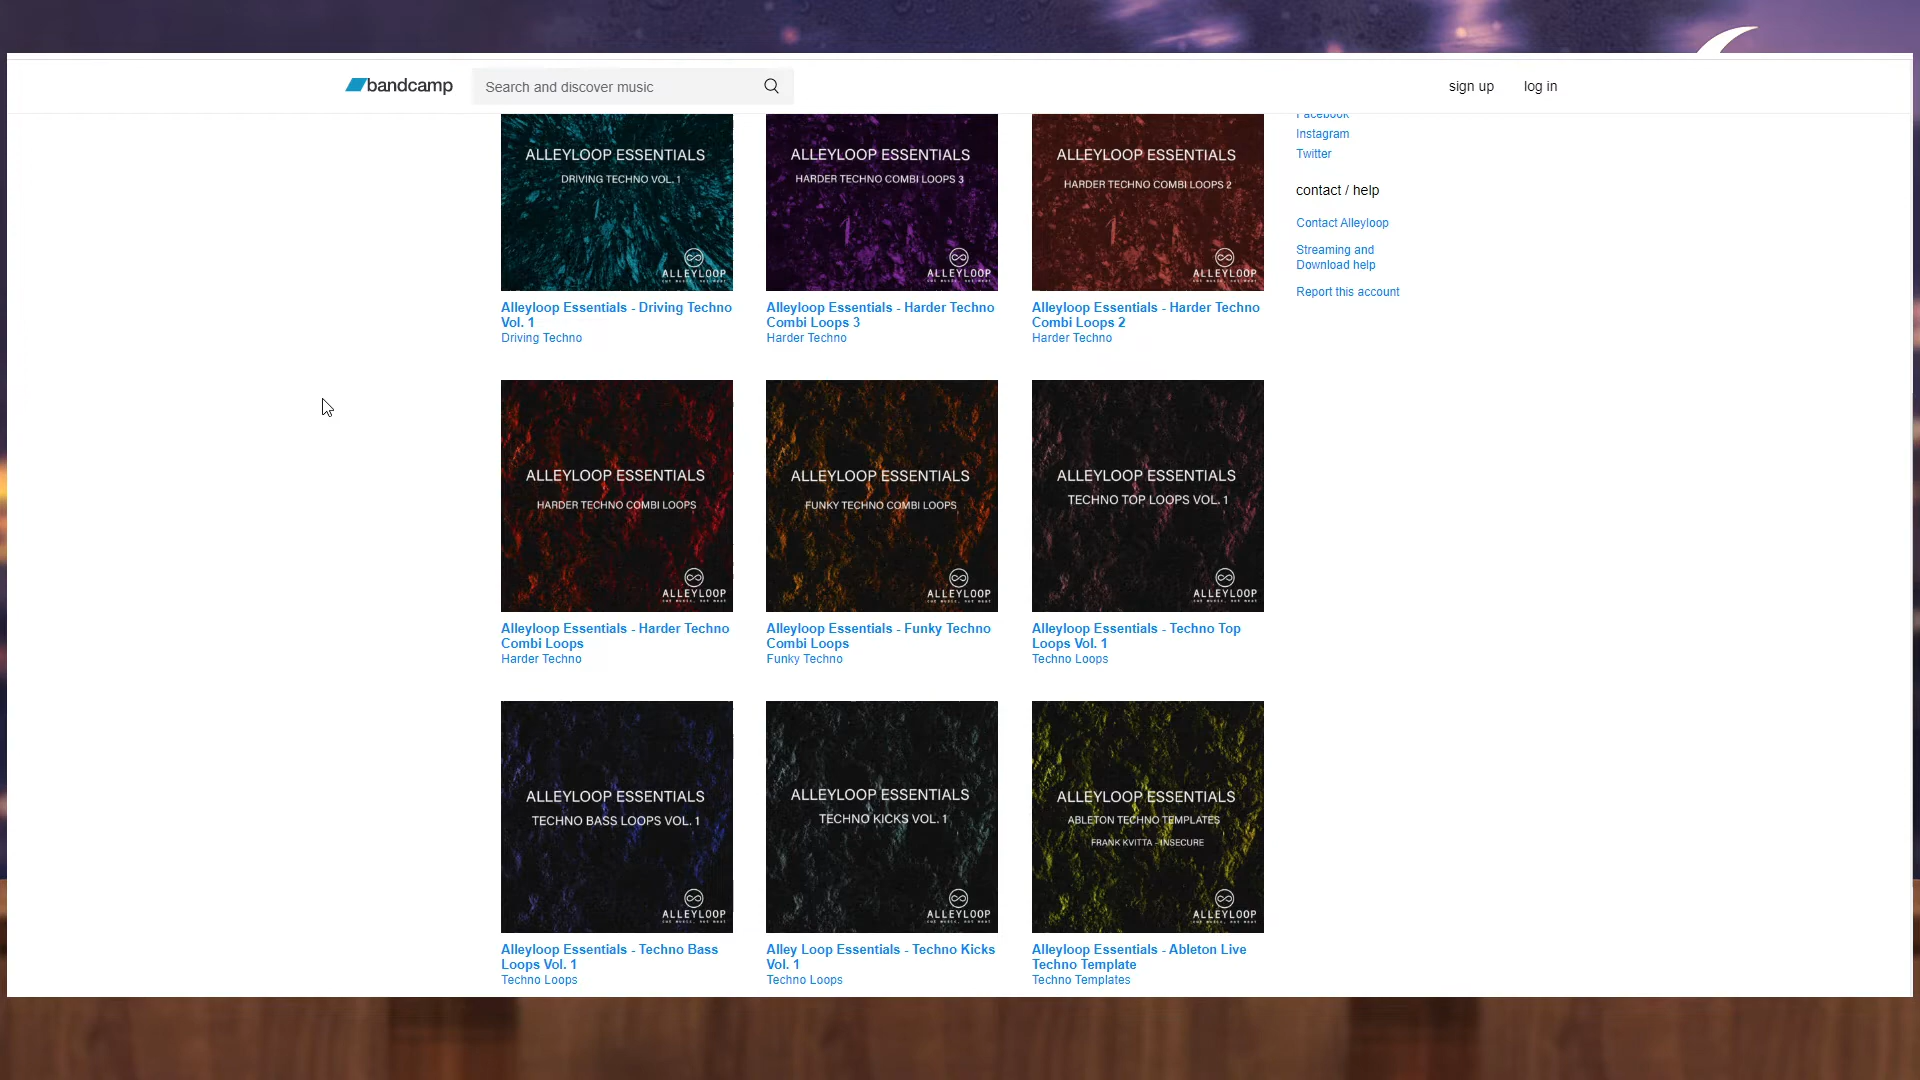 bandcamp
Search and discover music
sign up
log in
Facebook
Instagram
Twitter
contact / help
Contact Alleyloop
Streaming and
Download help
Report this account
ALLEYLOOP ESSENTIALS
DRIVING TECHNO VOL. 1
ALLEYLOOP
Alleyloop Essentials - Driving Techno
Vol. 1
Driving Techno
ALLEYLOOP ESSENTIALS
HARDER TECHNO COMBI LOOPS 3
ALLEYLOOP
Alleyloop Essentials - Harder Techno
Combi Loops 3
Harder Techno
ALLEYLOOP ESSENTIALS
HARDER TECHNO COMBI LOOPS 2
ALLEYLOOP
Alleyloop Essentials - Harder Techno
Combi Loops 2
Harder Techno
ALLEYLOOP ESSENTIALS
HARDER TECHNO COMBI LOOPS
ALLEYLOOP
Alleyloop Essentials - Harder Techno
Combi Loops
Harder Techno
ALLEYLOOP ESSENTIALS
FUNKY TECHNO COMBI LOOPS
ALLEYLOOP
Alleyloop Essentials - Funky Techno
Combi Loops
Funky Techno
ALLEYLOOP ESSENTIALS
TECHNO TOP LOOPS VOL. 1
ALLEYLOOP
Alleyloop Essentials - Techno Top
Loops Vol. 1
Techno Loops
ALLEYLOOP ESSENTIALS
TECHNO BASS LOOPS VOL. 1
ALLEYLOOP
Alleyloop Essentials - Techno Bass
Loops Vol. 1
Techno Loops
ALLEYLOOP ESSENTIALS
TECHNO KICKS VOL. 1
ALLEYLOOP
Alley Loop Essentials - Techno Kicks
Vol. 1
Techno Loops
ALLEYLOOP ESSENTIALS
ABLETON TECHNO TEMPLATES
FRANK KVITTA - INSECURE
ALLEYLOOP
Alleyloop Essentials - Ableton Live
Techno Template
Techno Templates